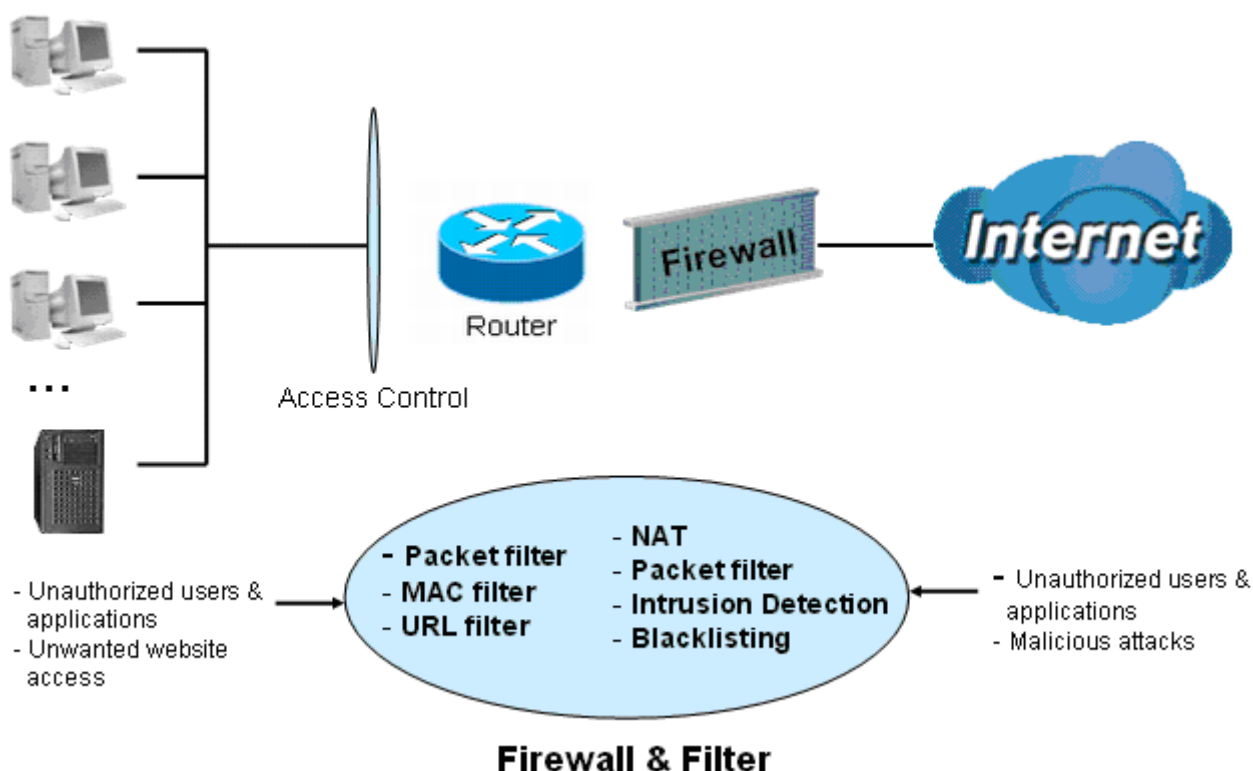 Internet
Firewall
Router
...
Access Control
- Packet filter
- MAC filter
- URL filter
- NAT
- Packet filter
- Intrusion Detection
- Blacklisting
- Unauthorized users &
applications
- Unwanted website
access
- Unauthorized users &
applications
- Malicious attacks
Firewall & Filter